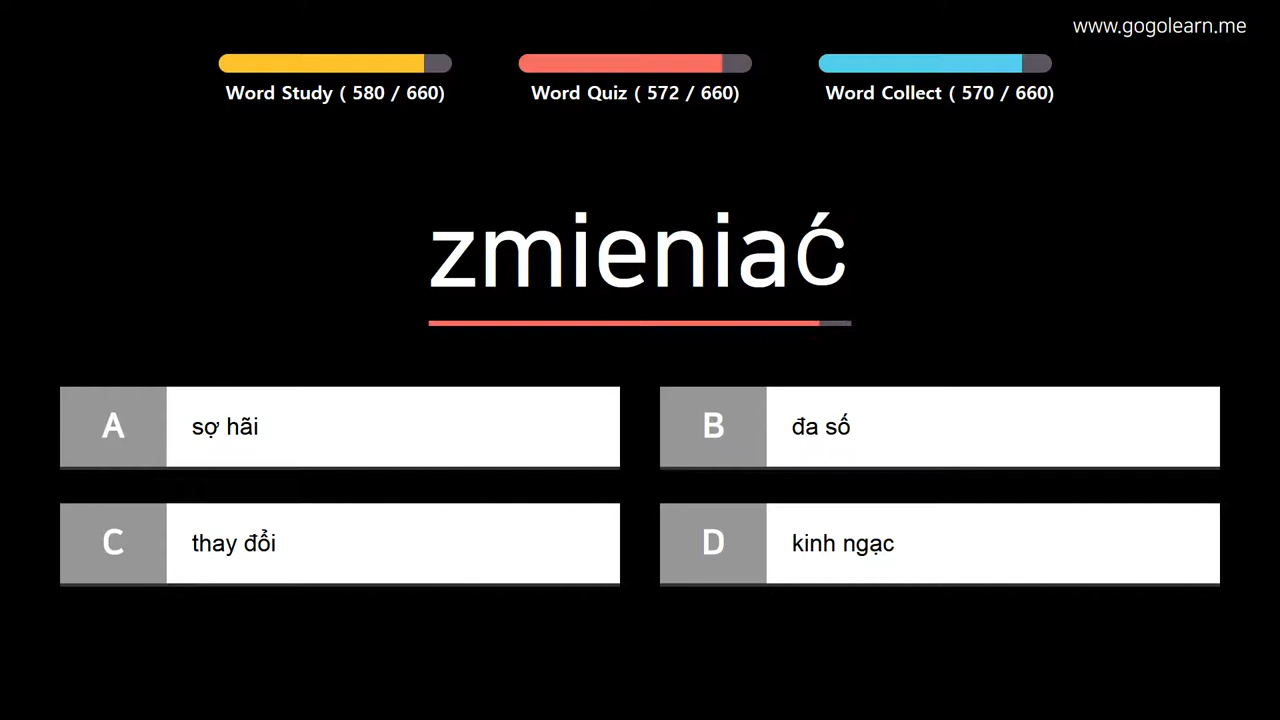 www.gogolearn.me
Word Study ( 580 / 660)
Word Quiz ( 572 / 660)
Word Collect ( 570 / 660)
zmieniać
A sợ hãi
B đa số
C thay đổi
D kinh ngạc